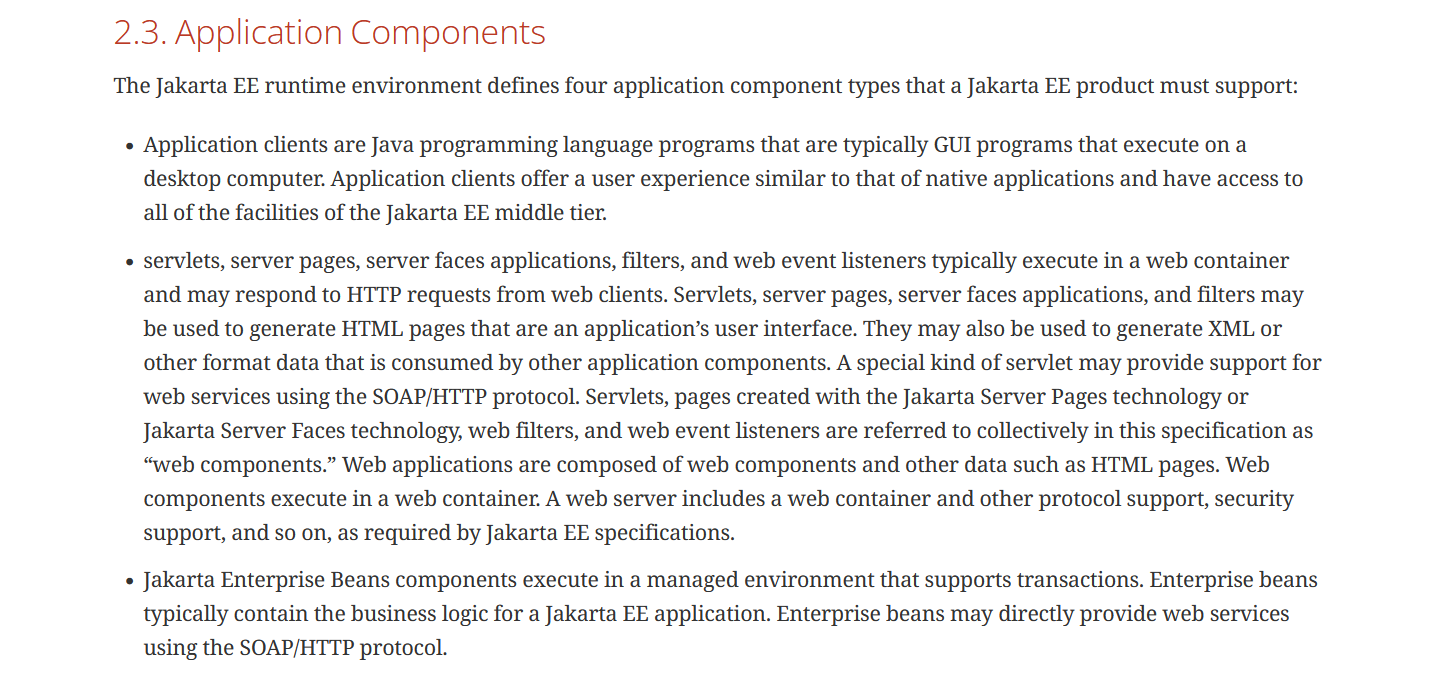 2.3. Application Components
The Jakarta EE runtime environment defines four application component types that a Jakarta EE product must support:
• Application clients are Java programming language programs that are typically GUI programs that execute on a
desktop computer. Application clients offer a user experience similar to that of native applications and have access to
all of the facilities of the Jakarta EE middle tier.
• servlets, server pages, server faces applications, filters, and web event listeners typically execute in a web container
and may respond to HTTP requests from web clients. Servlets, server pages, server faces applications, and filters may
be used to generate HTML pages that are an application’s user interface. They may also be used to generate XML or
other format data that is consumed by other application components. A special kind of servlet may provide support for
web services using the SOAP/HTTP protocol. Servlets, pages created with the Jakarta Server Pages technology or
Jakarta Server Faces technology, web filters, and web event listeners are referred to collectively in this specification as
“web components.” Web applications are composed of web components and other data such as HTML pages. Web
components execute in a web container. A web server includes a web container and other protocol support, security
support, and so on, as required by Jakarta EE specifications.
• Jakarta Enterprise Beans components execute in a managed environment that supports transactions. Enterprise beans
typically contain the business logic for a Jakarta EE application. Enterprise beans may directly provide web services
using the SOAP/HTTP protocol.